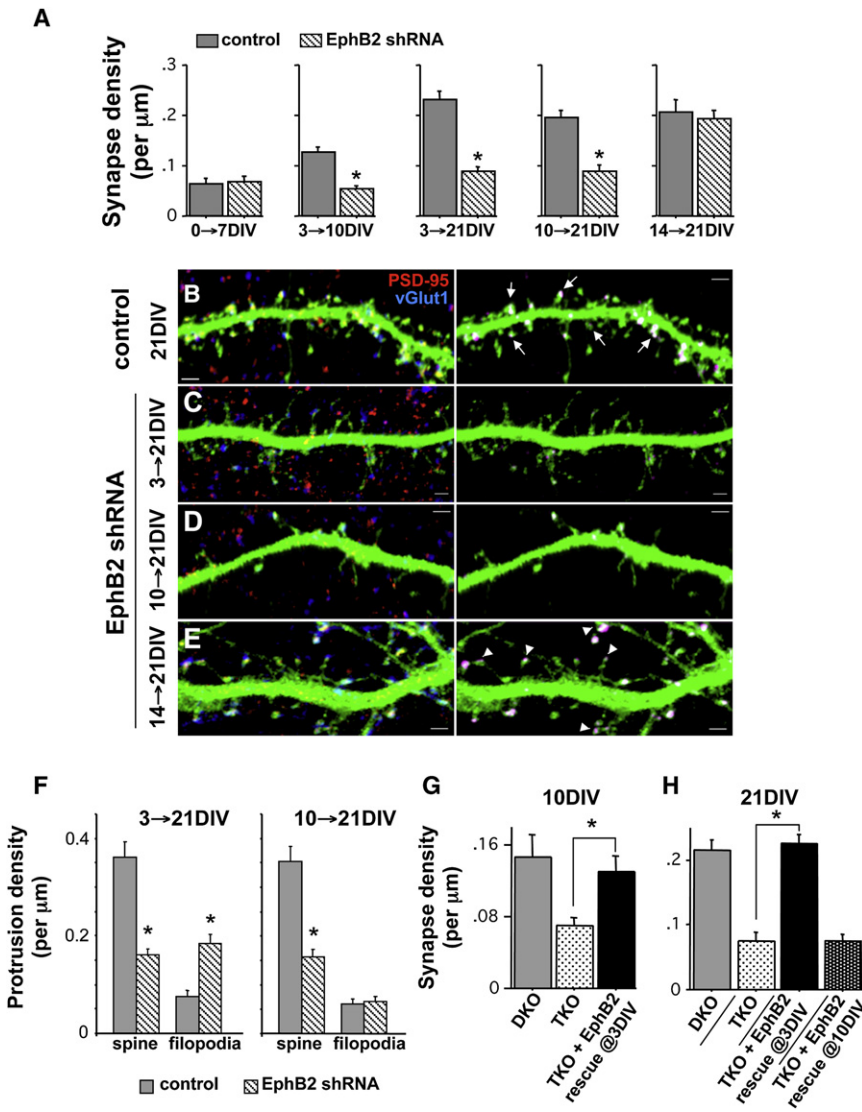 A
control
EphB2 shRNA
Synapse density
(per μm)
.3
.2
.1
0
*
*
*
0→7DIV
3→10DIV
3→21DIV
10→21DIV
14→21DIV
control
21DIV
B
PSD-95
vGlut1
EphB2 shRNA
3→21DIV
C
10→21DIV
D
14→21DIV
E
F
3→21DIV
10→21DIV
Protrusion density
(per μm)
0.4
0.2
0
*
*
*
spine
filopodia
spine
filopodia
control
EphB2 shRNA
G
10DIV
Synapse density
(per μm)
.16
.08
0
*
DKO
TKO
TKO + EphB2
rescue @3DIV
H
21DIV
.2
.1
0
*
DKO
TKO
TKO + EphB2
rescue @3DIV
TKO + EphB2
rescue @10DIV